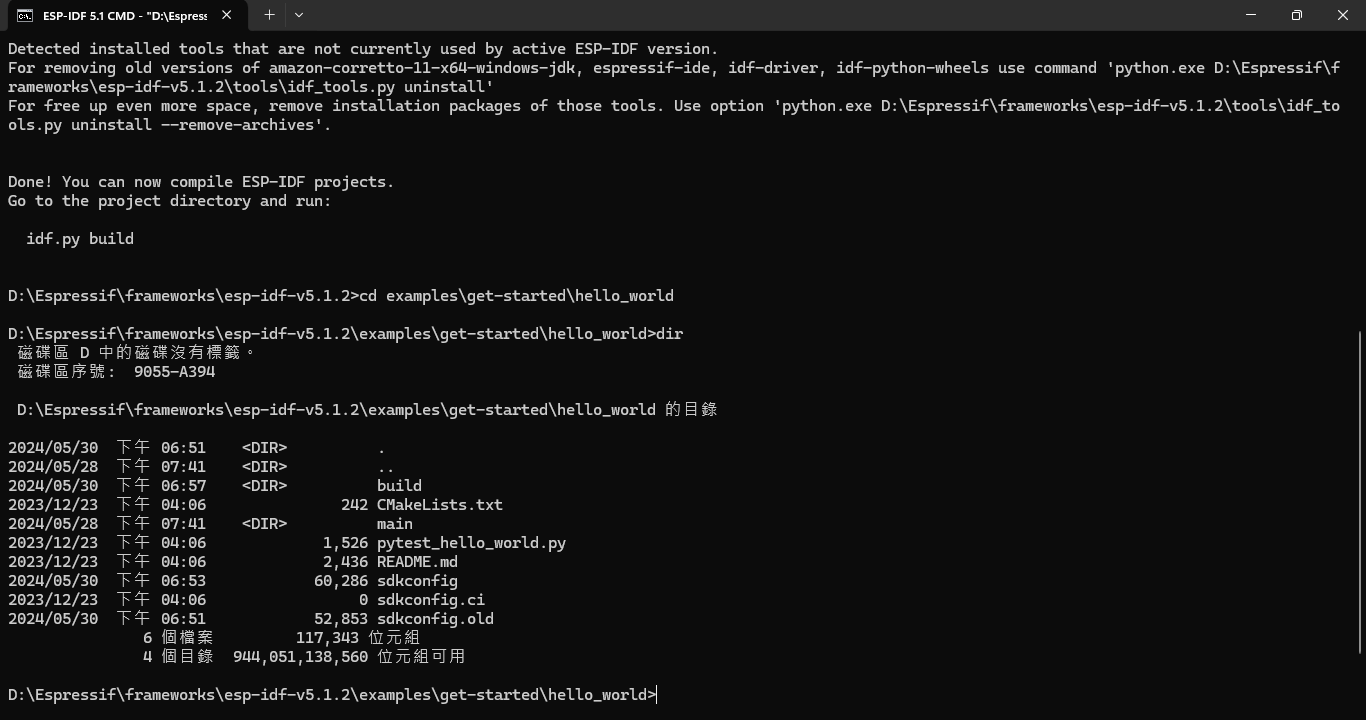 ESP-IDF 5.1 CMD - "D:\Espress
Detected installed tools that are not currently used by active ESP-IDF version.
For removing old versions of amazon-corretto-11-x64-windows-jdk, espressif-ide, idf-driver, idf-python-wheels use command 'python.exe D:\Espressif\f
rameworks\esp-idf-v5.1.2\tools\idf_tools.py uninstall'
For free up even more space, remove installation packages of those tools. Use option 'python.exe D:\Espressif\frameworks\esp-idf-v5.1.2\tools\idf_to
ols.py uninstall --remove-archives'.
Done! You can now compile ESP-IDF projects.
Go to the project directory and run:
idf.py build
D:\Espressif\frameworks\esp-idf-v5.1.2>cd examples\get-started\hello_world
D:\Espressif\frameworks\esp-idf-v5.1.2\examples\get-started\hello_world>dir
磁碟區 D 中的磁碟沒有標籤。
磁碟區序號: 9055-A394
D:\Espressif\frameworks\esp-idf-v5.1.2\examples\get-started\hello_world 的目錄
2024/05/30 下午 06:51 <DIR> .
2024/05/28 下午 07:41 <DIR> ..
2024/05/30 下午 06:57 <DIR> build
2023/12/23 下午 04:06 242 CMakeLists.txt
2024/05/28 下午 07:41 <DIR> main
2023/12/23 下午 04:06 1,526 pytest_hello_world.py
2023/12/23 下午 04:06 2,436 README.md
2024/05/30 下午 06:53 60,286 sdkconfig
2023/12/23 下午 04:06 0 sdkconfig.ci
2024/05/30 下午 06:51 52,853 sdkconfig.old
6 個檔案 117,343 位元組
4 個目錄 944,051,138,560 位元組可用
D:\Espressif\frameworks\esp-idf-v5.1.2\examples\get-started\hello_world>